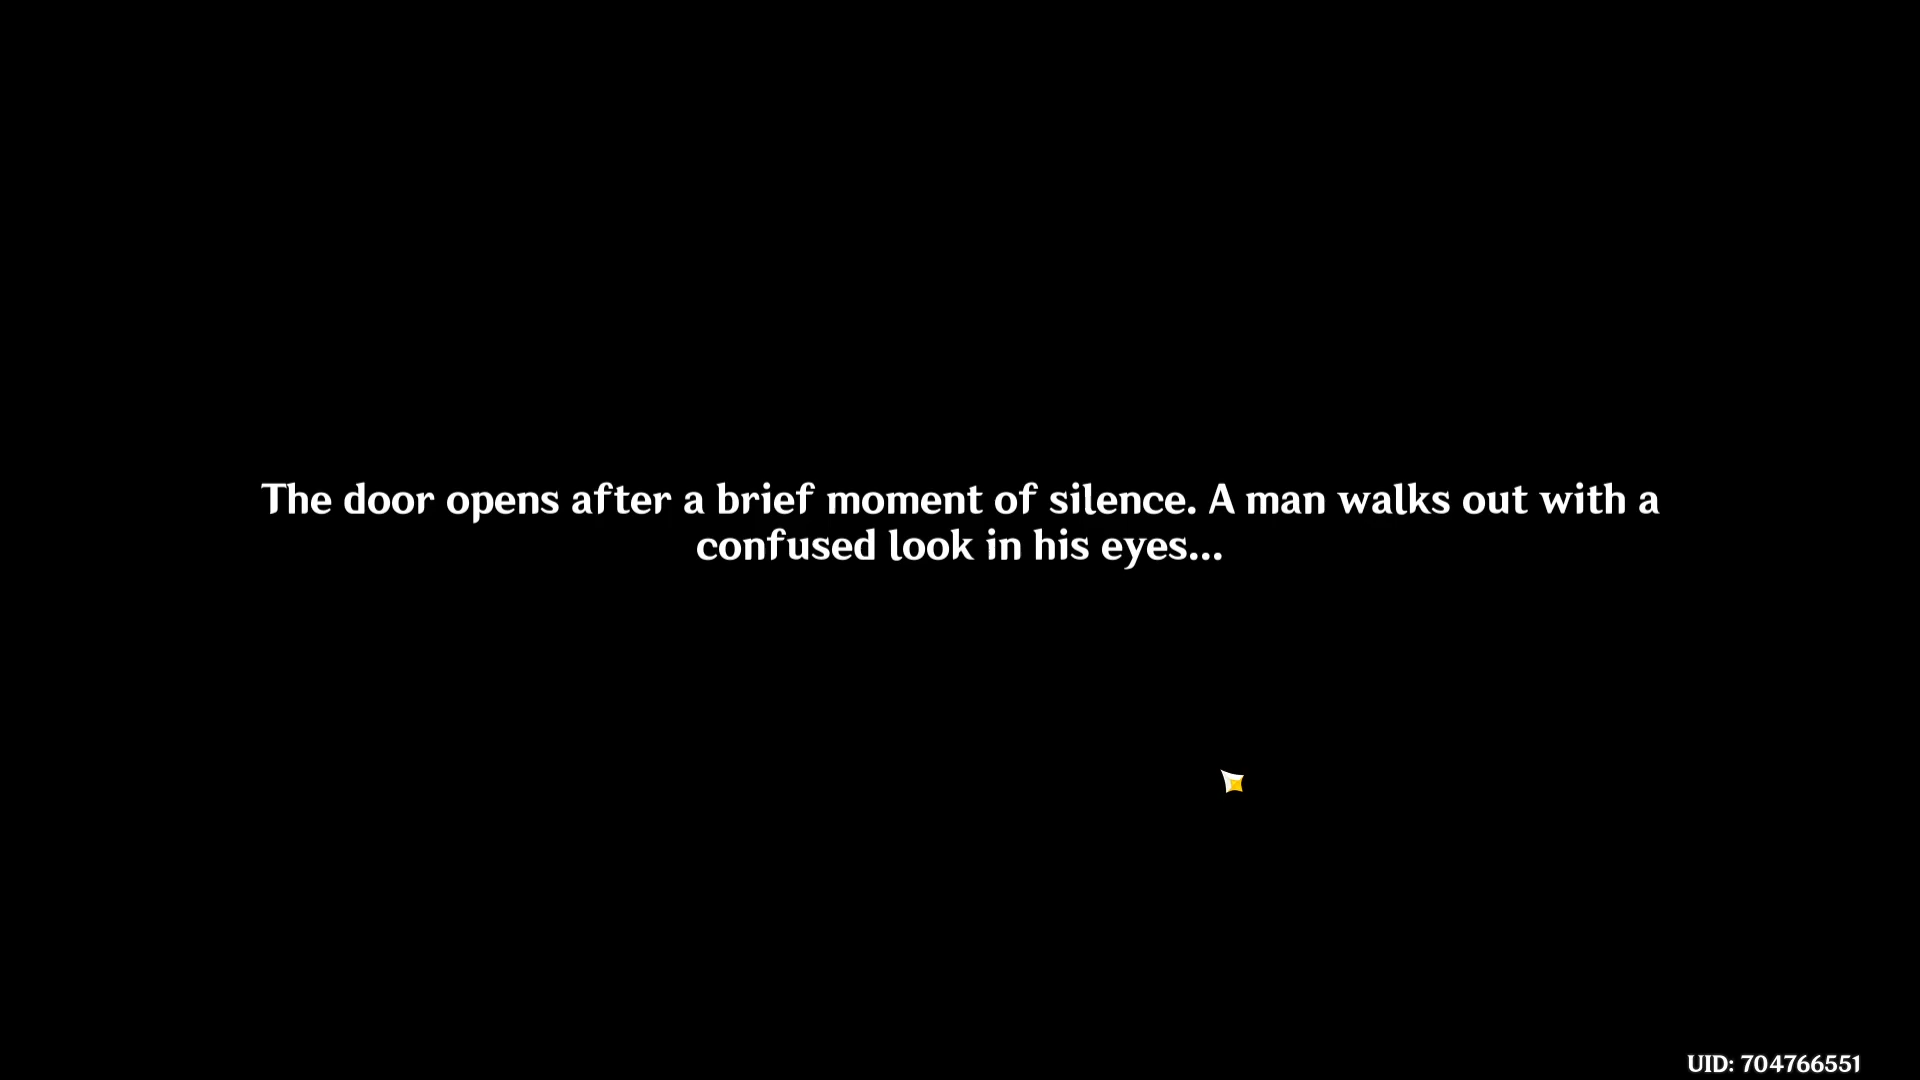 The door opens after a brief moment of silence. A man walks out with a
confused look in his eyes...
UID: 704766551